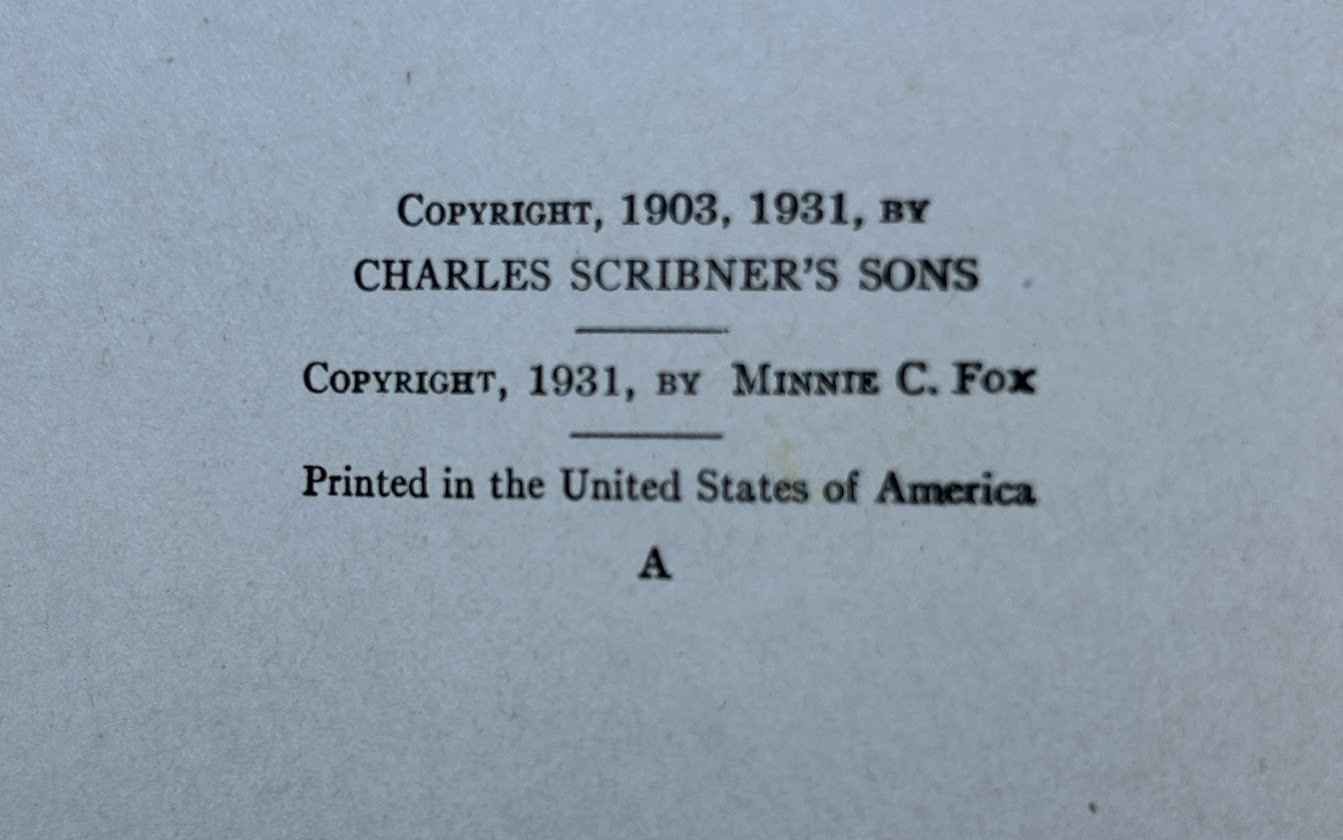 COPYRIGHT, 1903, 1931, BY
CHARLES SCRIBNER'S SONS
COPYRIGHT, 1931, BY MINNIE C. FOX
Printed in the United States of America
A